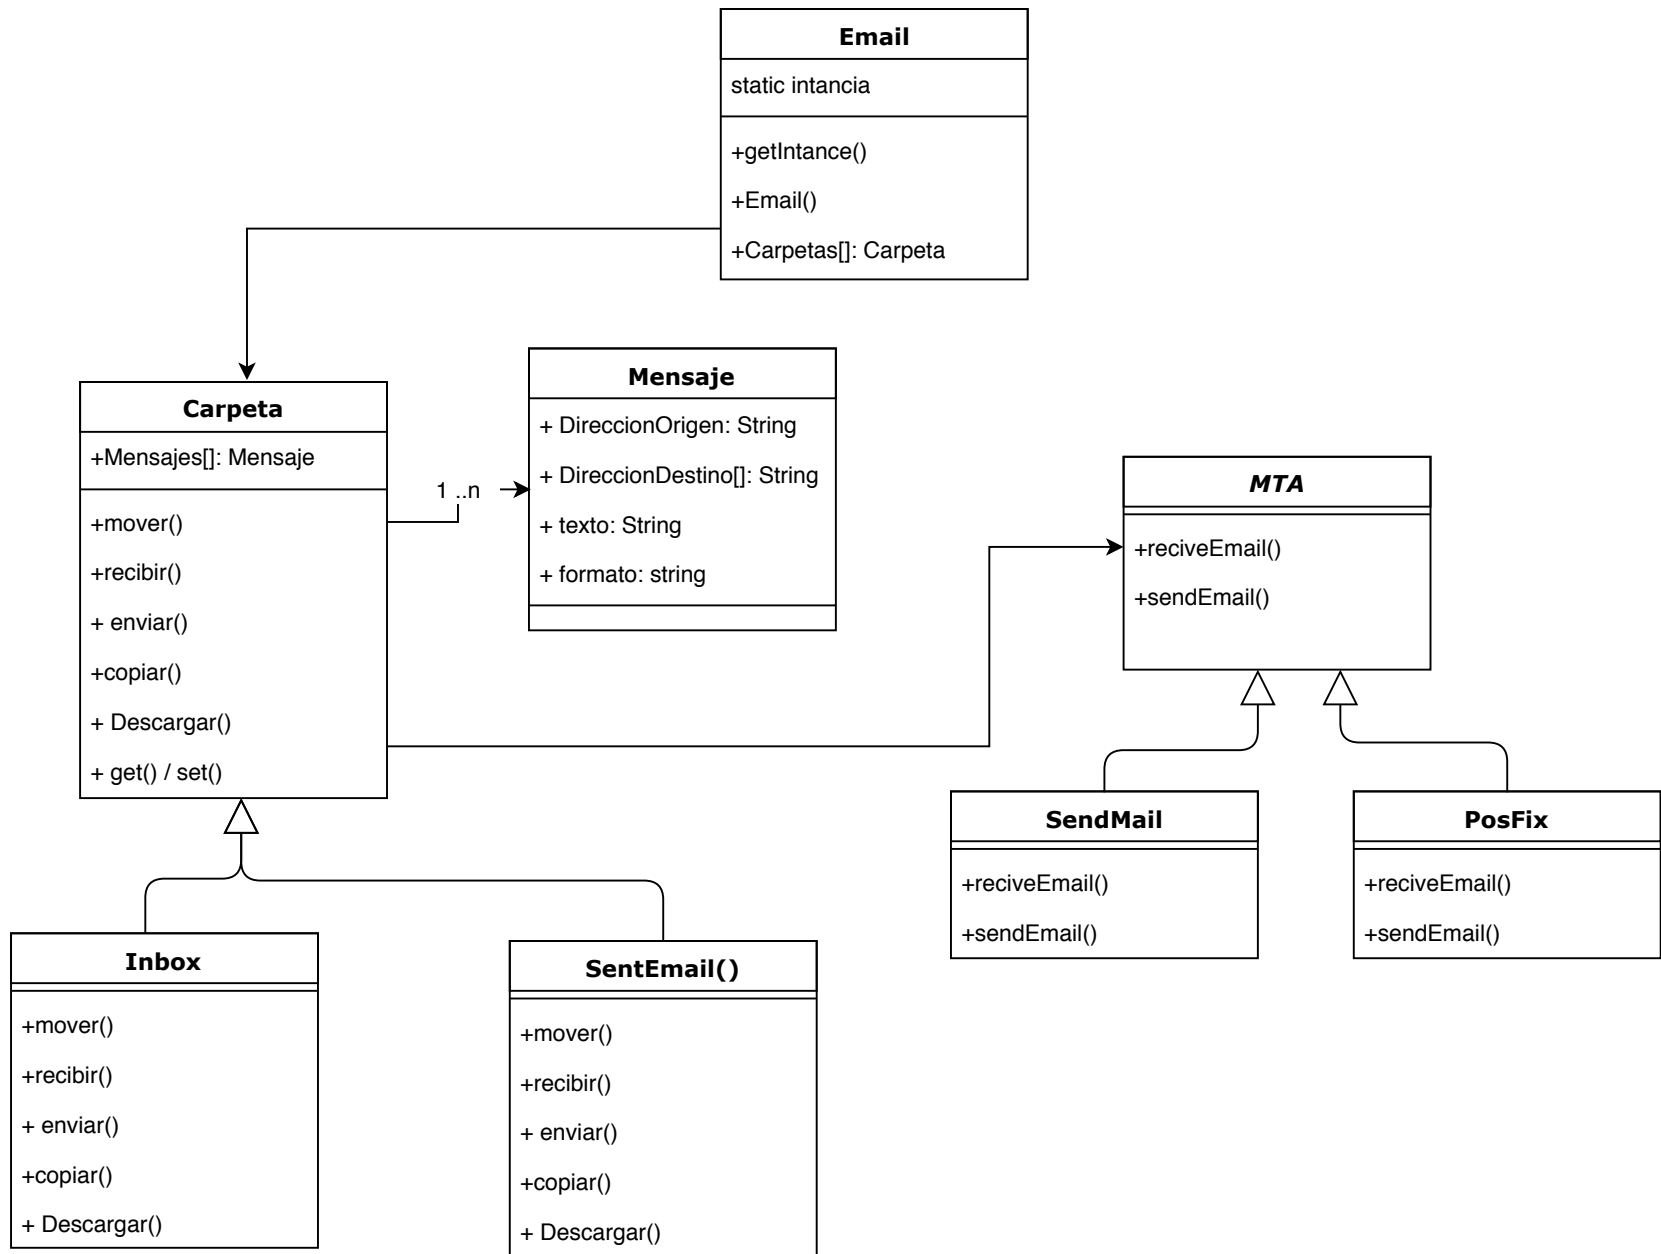 Email
static intancia
+getIntance()
+Email()
+Carpetas[]: Carpeta
Carpeta
+Mensajes[]: Mensaje
+mover()
+recibir()
+ enviar()
+copiar()
+ Descargar()
+ get() / set()
1 ..n
Mensaje
+ DireccionOrigen: String
+ DireccionDestino[]: String
+ texto: String
+ formato: string
MTA
+reciveEmail()
+sendEmail()
SendMail
+reciveEmail()
+sendEmail()
PosFix
+reciveEmail()
+sendEmail()
Inbox
+mover()
+recibir()
+ enviar()
+copiar()
+ Descargar()
SentEmail()
+mover()
+recibir()
+ enviar()
+copiar()
+ Descargar()